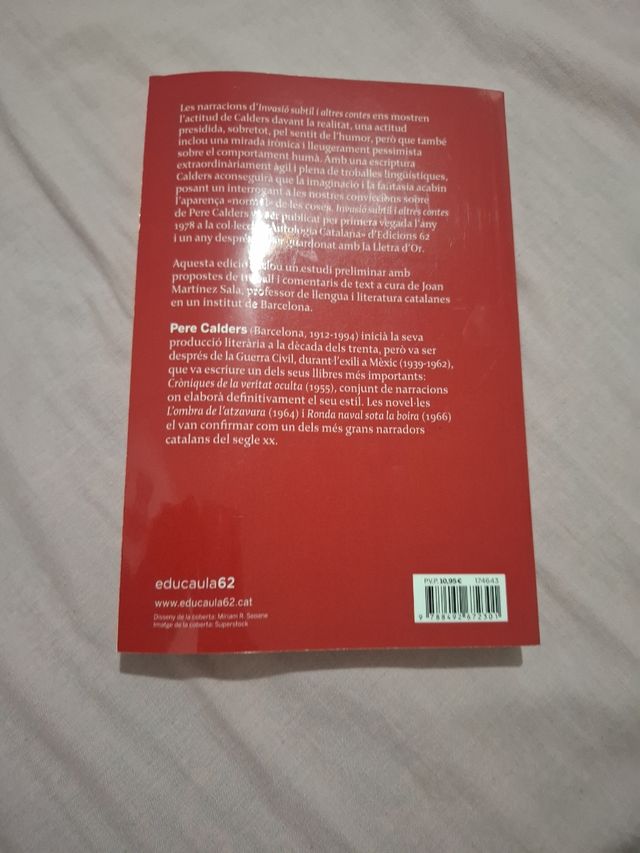 Les narracions d'Invasió subtil i altres contes ens mostren
l'actitud de Calders davant la realitat, una actitud
presidida, sobretot, pel sentit de l'humor, però que també
inclou una mirada irònica i lleugerament pessimista
sobre el comportament humà. Amb una escriptura
extraordinàriament àgil i plena de troballes lingüístiques,
Calders aconseguirà que la imaginació i la fantasia acabin
posant un interrogant a les nostres conviccions sobre
l'aparença «normal» de les coses. Invasió subtil i altres contes
de Pere Calders va ser publicat per primera vegada l'any
1978 a la col·lecció «Antologia Catalana» d'Edicions 62
i un any després guardonat amb la Lletra d'Or.
Aquesta edició inclou un estudi preliminar amb
propostes de treball i comentaris de text a cura de Joan
Martínez Sala, professor de llengua i literatura catalanes
en un institut de Barcelona.
Pere Calders (Barcelona, 1912-1994) inicià la seva
producció literària a la dècada dels trenta, però va ser
després de la Guerra Civil, durant l'exili a Mèxic (1939-1962),
que va escriure un dels seus llibres més importants:
Cròniques de la veritat oculta (1955), conjunt de narracions
on elaborà definitivament el seu estil. Les novel·les
L'ombra de l'atzavara (1964) i Ronda naval sota la boira (1966)
el van confirmar com un dels més grans narradors
catalans del segle XX.
educaula62
www.educaula62.cat
Disseny de la coberta: Miriam R. Seoane
Imatge de la coberta: Superstock
P.V.P. 10,95 € 174643
9 788492 672301